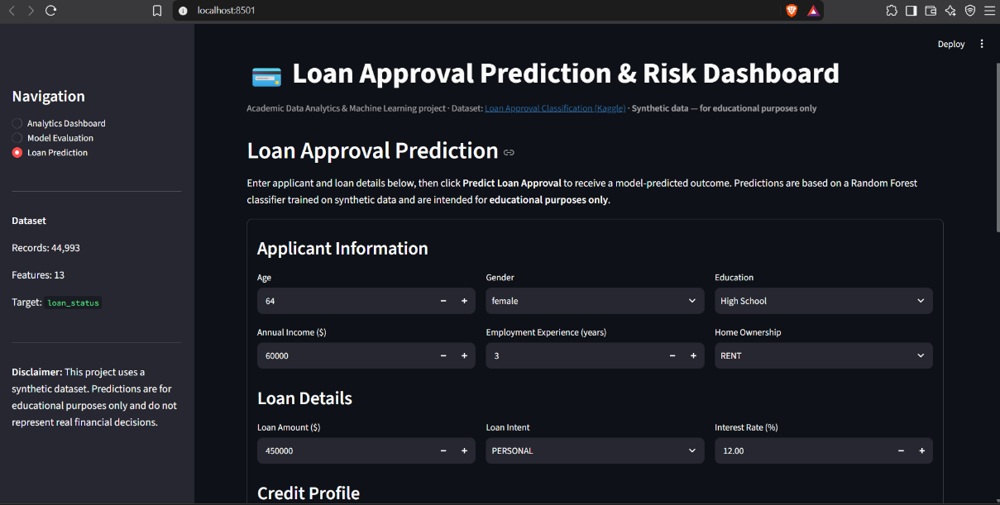 localhost:8501
Deploy
Navigation
Analytics Dashboard
Model Evaluation
Loan Prediction
Dataset
Records: 44,993
Features: 13
Target: loan_status
Disclaimer: This project uses a
synthetic dataset. Predictions are for
educational purposes only and do not
represent real financial decisions.
Loan Approval Prediction & Risk Dashboard
Academic Data Analytics & Machine Learning project · Dataset: Loan Approval Classification (Kaggle) · Synthetic data — for educational purposes only
Loan Approval Prediction
Enter applicant and loan details below, then click Predict Loan Approval to receive a model-predicted outcome. Predictions are based on a Random Forest
classifier trained on synthetic data and are intended for educational purposes only.
Applicant Information
Age Gender Education
64 − + female High School
Annual Income ($) Employment Experience (years) Home Ownership
60000 − + 3 − + RENT
Loan Details
Loan Amount ($) Loan Intent Interest Rate (%)
450000 − + PERSONAL 12.00 − +
Credit Profile